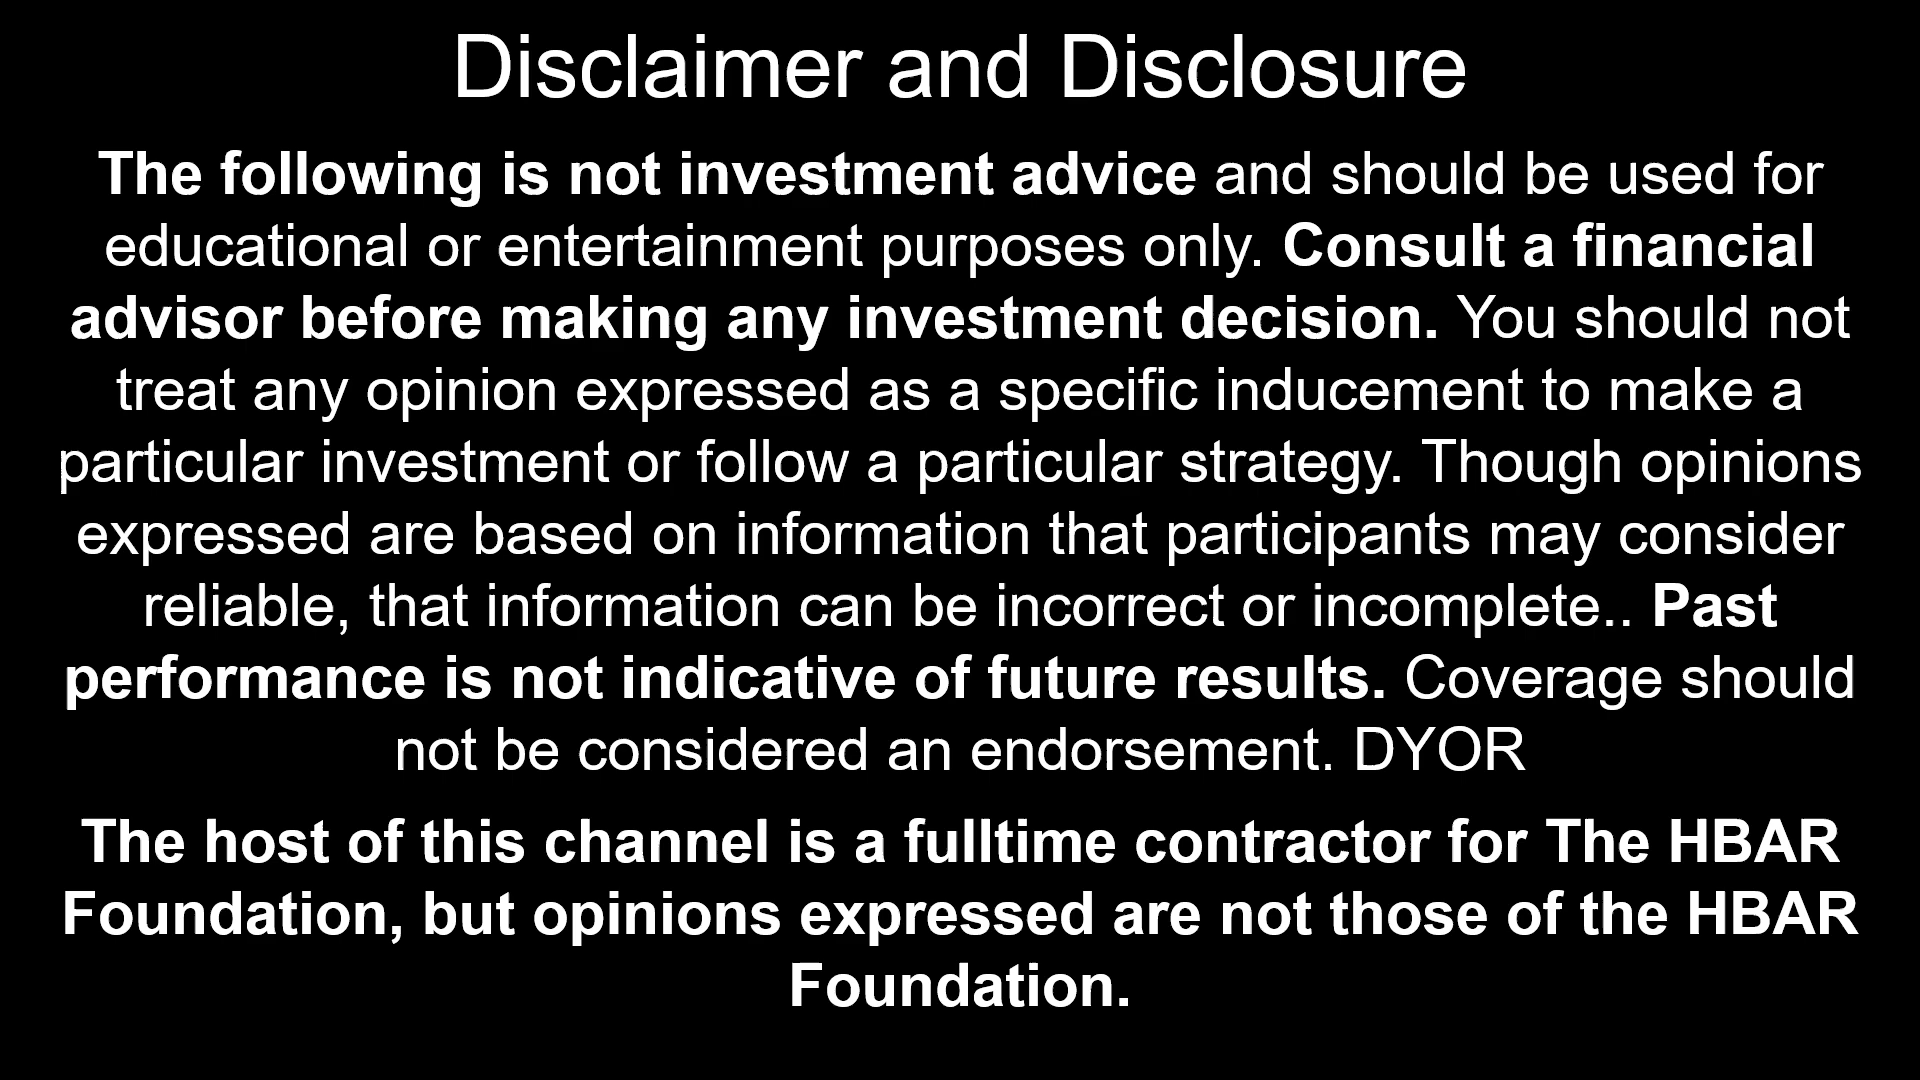 Disclaimer and Disclosure
The following is not investment advice and should be used for
educational or entertainment purposes only. Consult a financial
advisor before making any investment decision. You should not
treat any opinion expressed as a specific inducement to make a
particular investment or follow a particular strategy. Though opinions
expressed are based on information that participants may consider
reliable, that information can be incorrect or incomplete.. Past
performance is not indicative of future results. Coverage should
not be considered an endorsement. DYOR
The host of this channel is a fulltime contractor for The HBAR
Foundation, but opinions expressed are not those of the HBAR
Foundation.